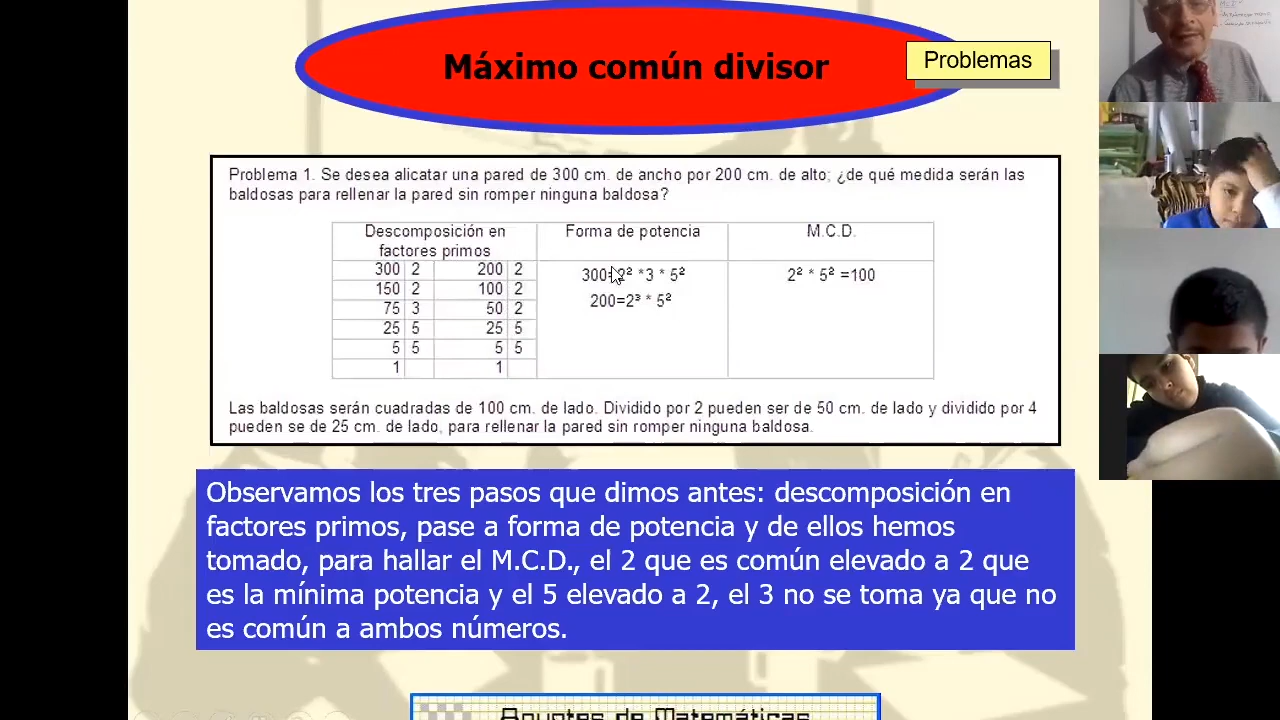 Máximo común divisor
Problemas
Problema 1. Se desea alicatar una pared de 300 cm. de ancho por 200 cm. de alto; ¿de qué medida serán las
baldosas para rellenar la pared sin romper ninguna baldosa?
Descomposición en
factores primos
Forma de potencia
M.C.D.
300 2 200 2
150 2 100 2
75 3 50 2
25 5 25 5
5 5 5 5
1 1
300=2² *3 * 5²
200=2³ * 5²
2² * 5² =100
Las baldosas serán cuadradas de 100 cm. de lado. Dividido por 2 pueden ser de 50 cm. de lado y dividido por 4
pueden se de 25 cm. de lado, para rellenar la pared sin romper ninguna baldosa.
Observamos los tres pasos que dimos antes: descomposición en
factores primos, pase a forma de potencia y de ellos hemos
tomado, para hallar el M.C.D., el 2 que es común elevado a 2 que
es la mínima potencia y el 5 elevado a 2, el 3 no se toma ya que no
es común a ambos números.
Apuntes de Matemáticas